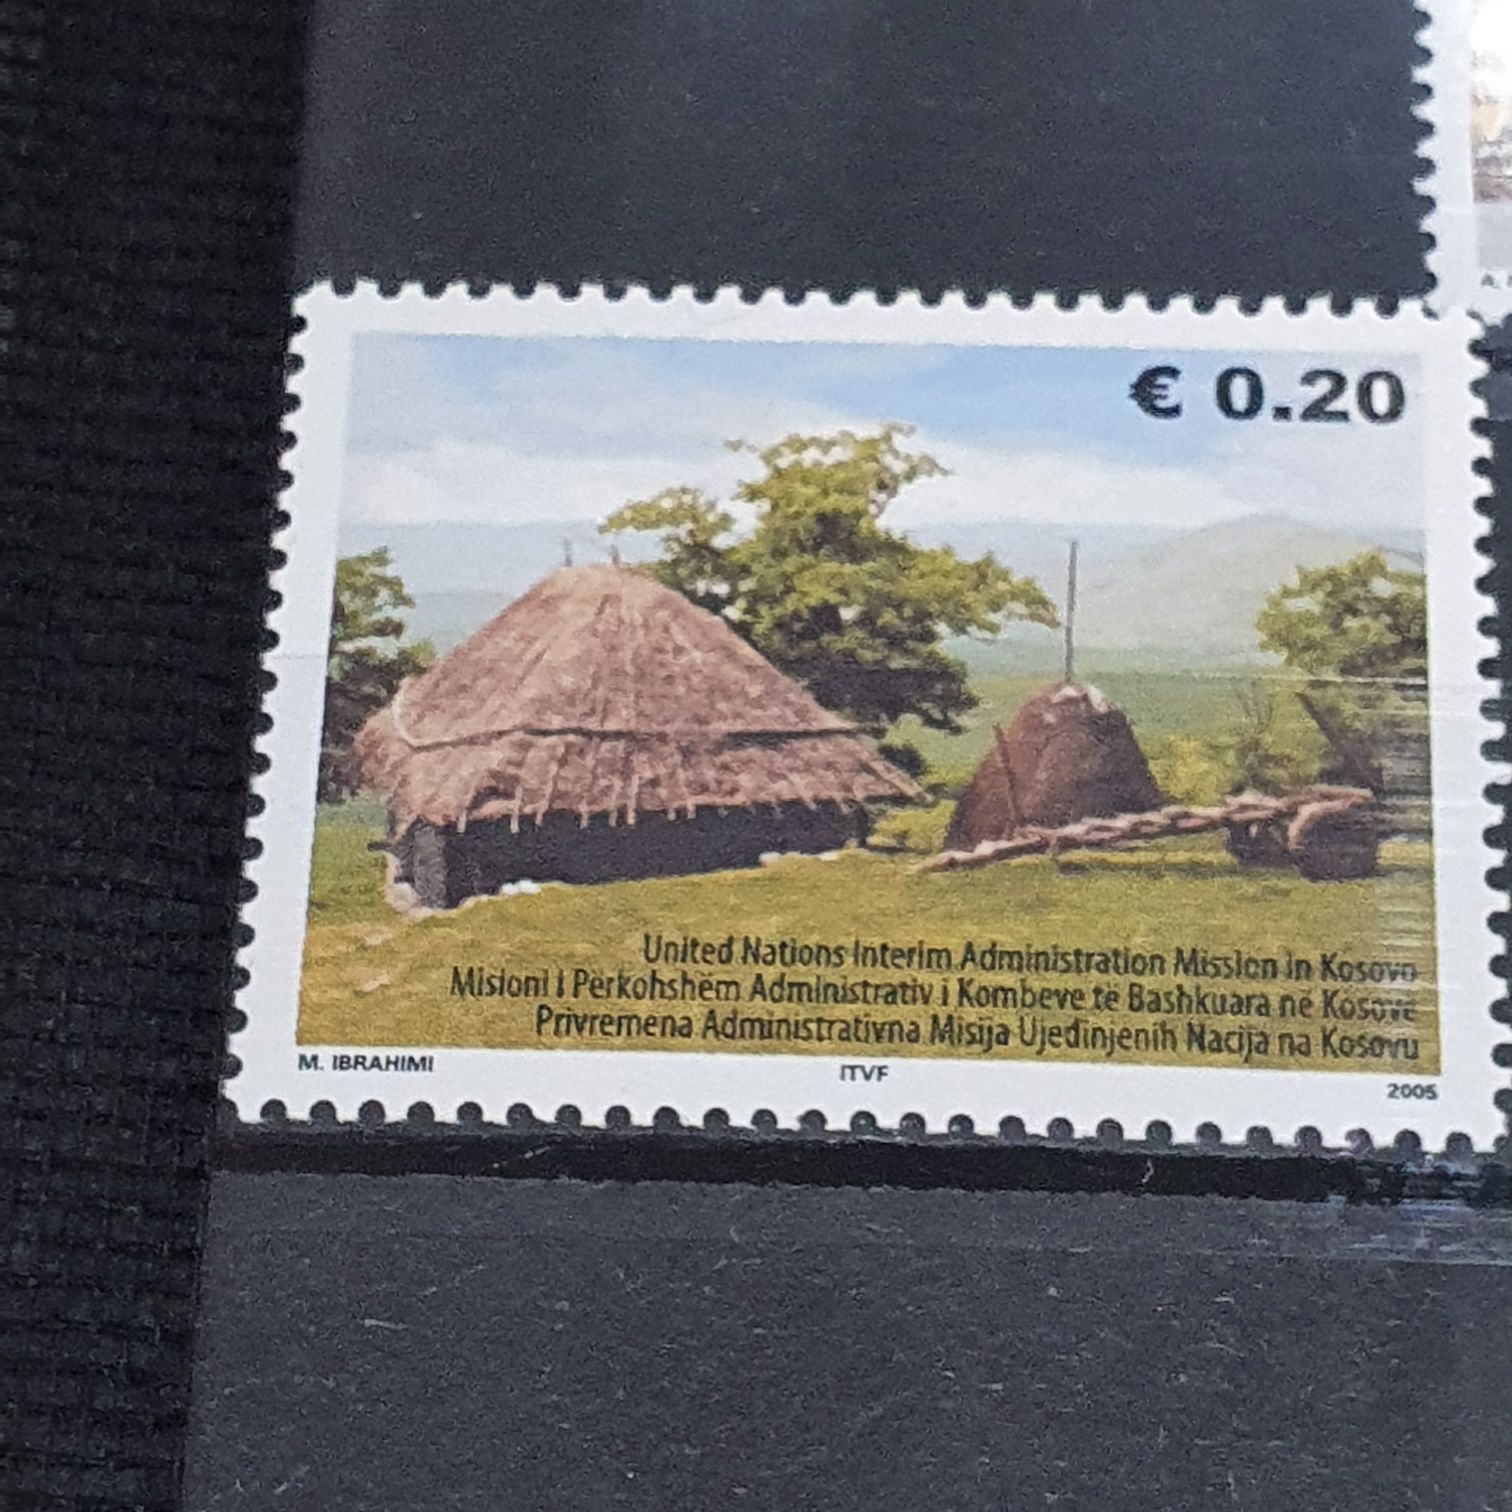 € 0.20
United Nations Interim Administration Mission in Kosovo
Misioni i Përkohshëm Administrativ i Kombeve të Bashkuara në Kosovë
Privremena Administrativna Misija Ujedinjenih Nacija na Kosovu
M. IBRAHIMI
ITVF
2005
A.